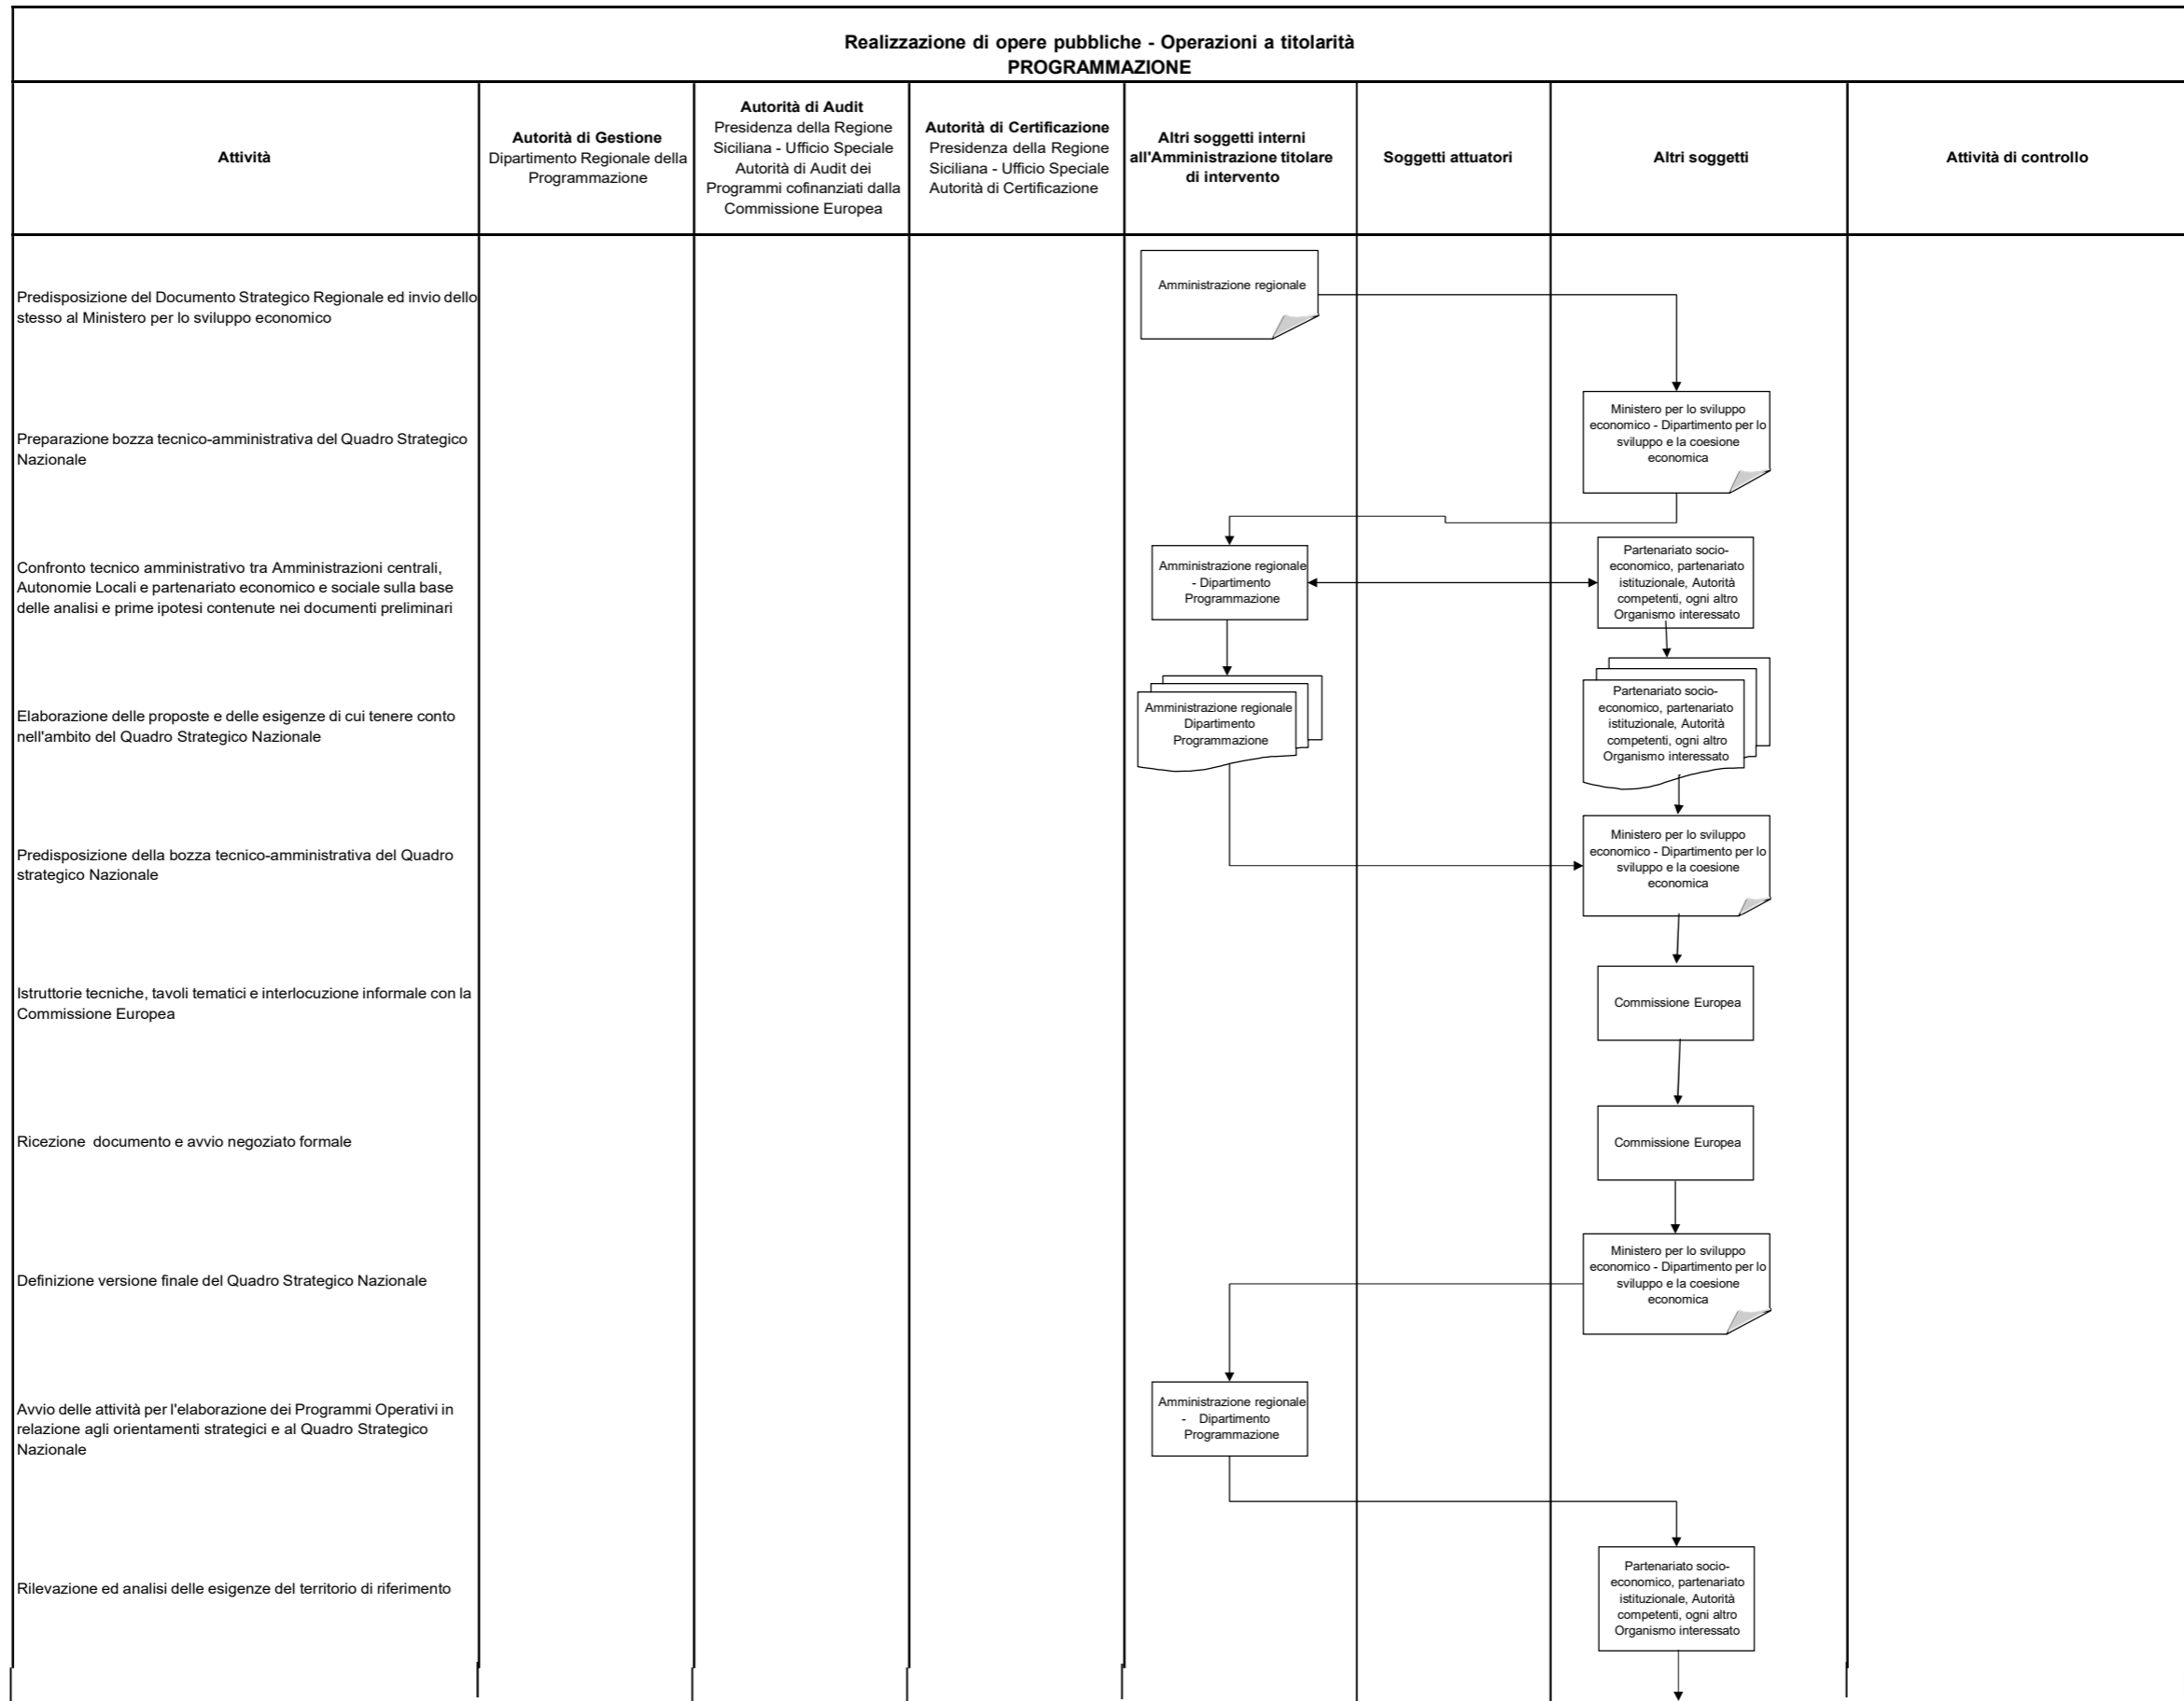 Realizzazione di opere pubbliche - Operazioni a titolarità
PROGRAMMAZIONE
Attività
Autorità di Gestione
Dipartimento Regionale della
Programmazione
Autorità di Audit
Presidenza della Regione
Siciliana - Ufficio Speciale
Autorità di Audit dei
Programmi cofinanziati dalla
Commissione Europea
Autorità di Certificazione
Presidenza della Regione
Siciliana - Ufficio Speciale
Autorità di Certificazione
Altri soggetti interni
all'Amministrazione titolare
di intervento
Soggetti attuatori
Altri soggetti
Attività di controllo
Predisposizione del Documento Strategico Regionale ed invio dello
stesso al Ministero per lo sviluppo economico
Amministrazione regionale
Preparazione bozza tecnico-amministrativa del Quadro Strategico
Nazionale
Ministero per lo sviluppo
economico - Dipartimento per lo
sviluppo e la coesione
economica
Confronto tecnico amministrativo tra Amministrazioni centrali,
Autonomie Locali e partenariato economico e sociale sulla base
delle analisi e prime ipotesi contenute nei documenti preliminari
Amministrazione regionale
- Dipartimento
Programmazione
Partenariato socio-
economico, partenariato
istituzionale, Autorità
competenti, ogni altro
Organismo interessato
Elaborazione delle proposte e delle esigenze di cui tenere conto
nell'ambito del Quadro Strategico Nazionale
Amministrazione regionale
Dipartimento
Programmazione
Partenariato socio-
economico, partenariato
istituzionale, Autorità
competenti, ogni altro
Organismo interessato
Predisposizione della bozza tecnico-amministrativa del Quadro
strategico Nazionale
Ministero per lo sviluppo
economico - Dipartimento per lo
sviluppo e la coesione
economica
Istruttorie tecniche, tavoli tematici e interlocuzione informale con la
Commissione Europea
Commissione Europea
Ricezione documento e avvio negoziato formale
Commissione Europea
Definizione versione finale del Quadro Strategico Nazionale
Ministero per lo sviluppo
economico - Dipartimento per lo
sviluppo e la coesione
economica
Avvio delle attività per l'elaborazione dei Programmi Operativi in
relazione agli orientamenti strategici e al Quadro Strategico
Nazionale
Amministrazione regionale
- Dipartimento
Programmazione
Rilevazione ed analisi delle esigenze del territorio di riferimento
Partenariato socio-
economico, partenariato
istituzionale, Autorità
competenti, ogni altro
Organismo interessato